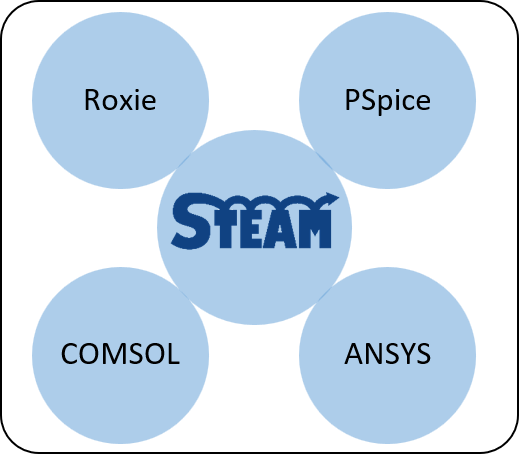 Roxie
PSpice
STEAM
COMSOL
ANSYS